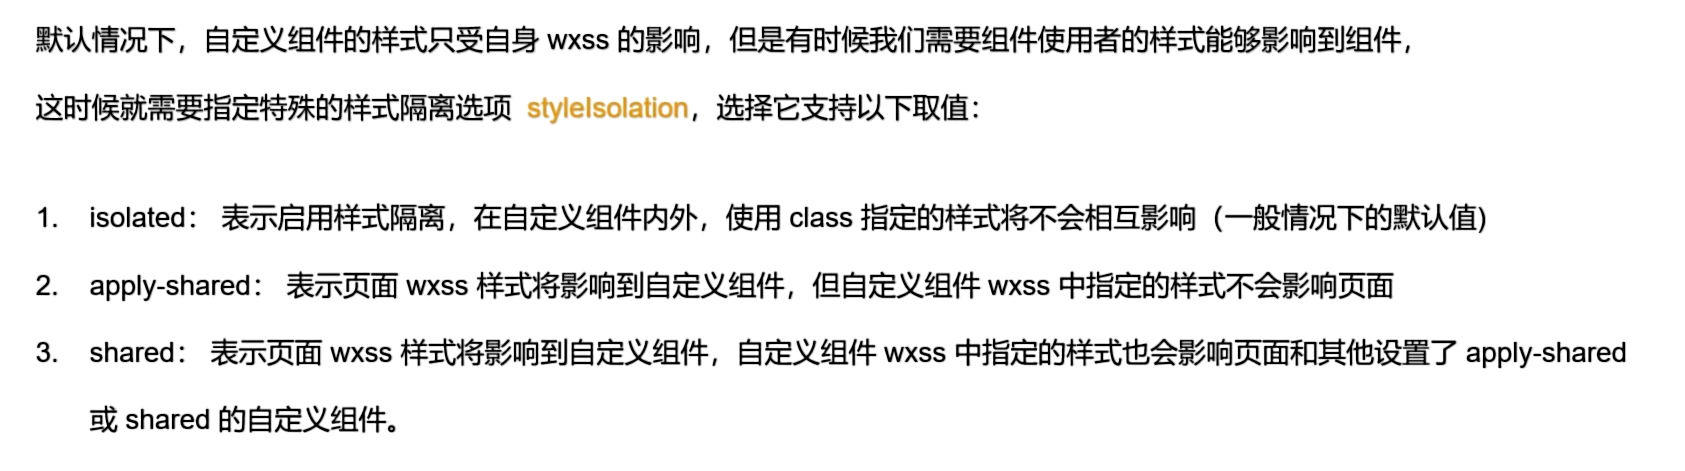 默认情况下，自定义组件的样式只受自身 wxss 的影响，但是有时候我们需要组件使用者的样式能够影响到组件，
这时候就需要指定特殊的样式隔离选项 styleIsolation，选择它支持以下取值：
1. isolated： 表示启用样式隔离，在自定义组件内外，使用 class 指定的样式将不会相互影响（一般情况下的默认值)
2. apply-shared： 表示页面 wxss 样式将影响到自定义组件，但自定义组件 wxss 中指定的样式不会影响页面
3. shared： 表示页面 wxss 样式将影响到自定义组件，自定义组件 wxss 中指定的样式也会影响页面和其他设置了 apply-shared
或 shared 的自定义组件。